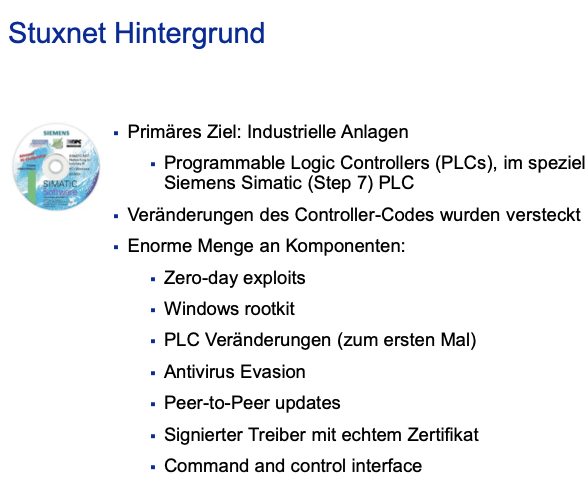 Stuxnet Hintergrund
SIEMENS
SIMATIC
Software
Primäres Ziel: Industrielle Anlagen
Programmable Logic Controllers (PLCs), im speziel
Siemens Simatic (Step 7) PLC
Veränderungen des Controller-Codes wurden versteckt
Enorme Menge an Komponenten:
Zero-day exploits
Windows rootkit
PLC Veränderungen (zum ersten Mal)
Antivirus Evasion
Peer-to-Peer updates
Signierter Treiber mit echtem Zertifikat
Command and control interface